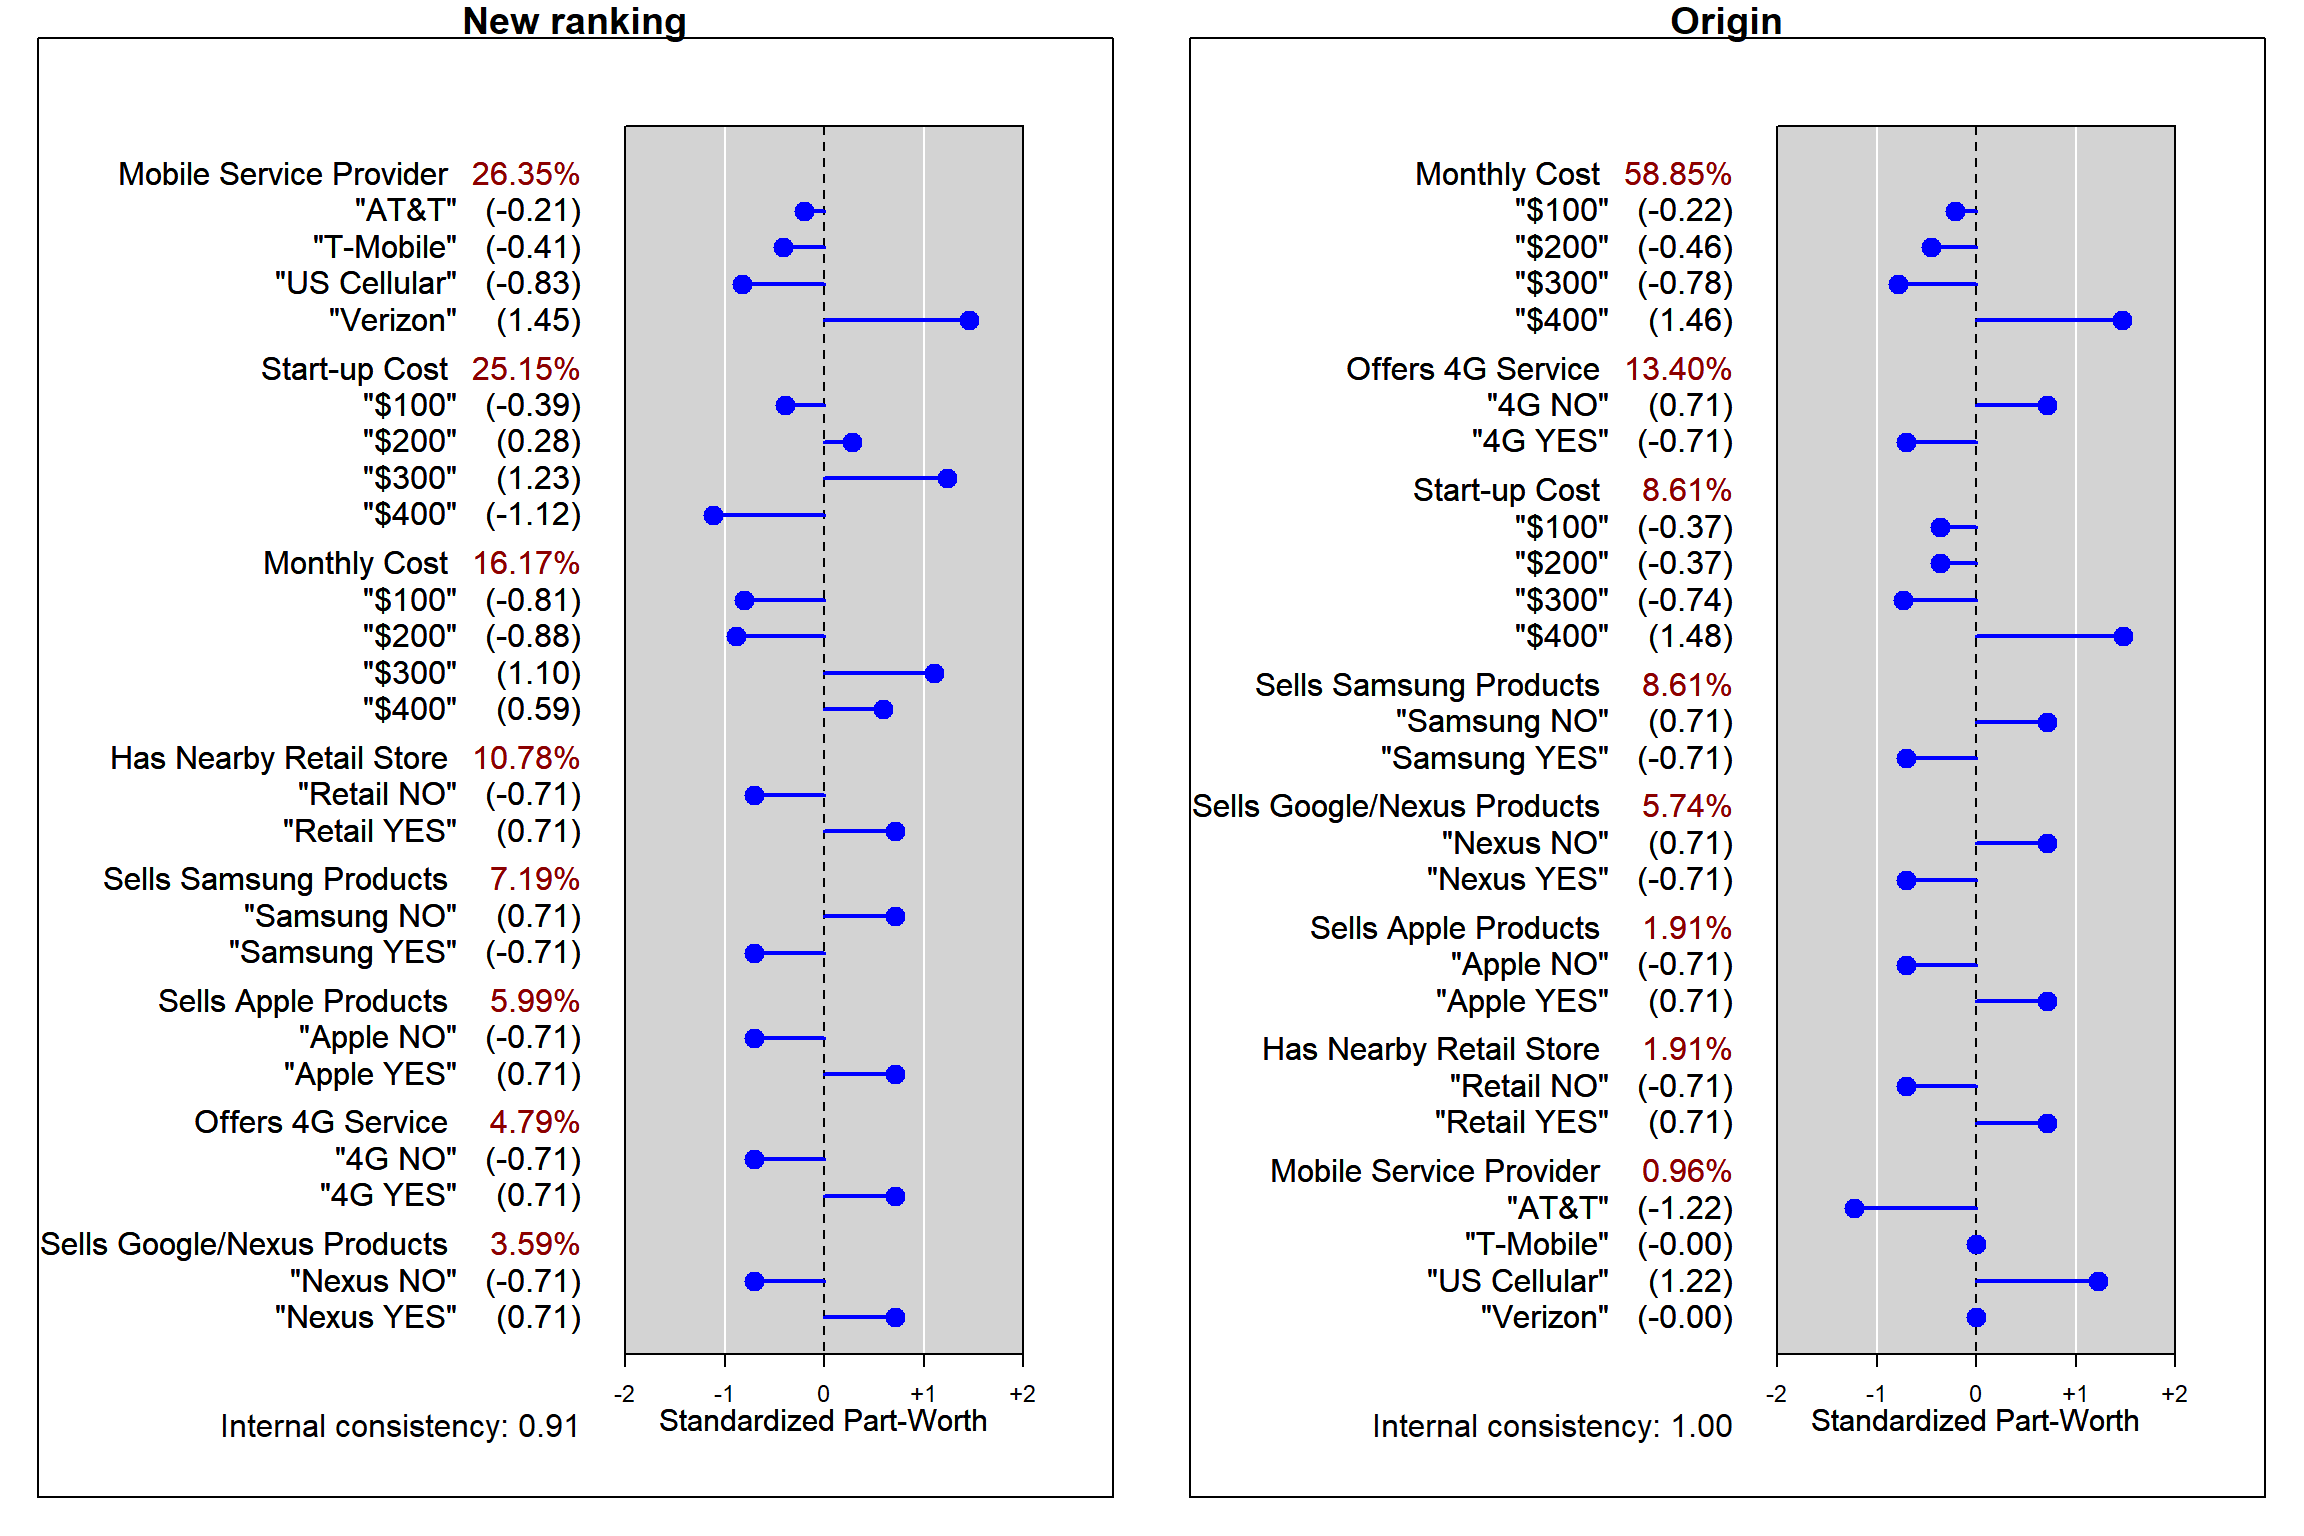 New ranking
Mobile Service Provider 26.35%
"AT&T" (-0.21)
"T-Mobile" (-0.41)
"US Cellular" (-0.83)
"Verizon" (1.45)
Start-up Cost 25.15%
"$100" (-0.39)
"$200" (0.28)
"$300" (1.23)
"$400" (-1.12)
Monthly Cost 16.17%
"$100" (-0.81)
"$200" (-0.88)
"$300" (1.10)
"$400" (0.59)
Has Nearby Retail Store 10.78%
"Retail NO" (-0.71)
"Retail YES" (0.71)
Sells Samsung Products 7.19%
"Samsung NO" (0.71)
"Samsung YES" (-0.71)
Sells Apple Products 5.99%
"Apple NO" (-0.71)
"Apple YES" (0.71)
Offers 4G Service 4.79%
"4G NO" (-0.71)
"4G YES" (0.71)
Sells Google/Nexus Products 3.59%
"Nexus NO" (-0.71)
"Nexus YES" (0.71)
-2 -1 0 +1 +2
Standardized Part-Worth
Internal consistency: 0.91
Origin
Monthly Cost 58.85%
"$100" (-0.22)
"$200" (-0.46)
"$300" (-0.78)
"$400" (1.46)
Offers 4G Service 13.40%
"4G NO" (0.71)
"4G YES" (-0.71)
Start-up Cost 8.61%
"$100" (-0.37)
"$200" (-0.37)
"$300" (-0.74)
"$400" (1.48)
Sells Samsung Products 8.61%
"Samsung NO" (0.71)
"Samsung YES" (-0.71)
Sells Google/Nexus Products 5.74%
"Nexus NO" (0.71)
"Nexus YES" (-0.71)
Sells Apple Products 1.91%
"Apple NO" (-0.71)
"Apple YES" (0.71)
Has Nearby Retail Store 1.91%
"Retail NO" (-0.71)
"Retail YES" (0.71)
Mobile Service Provider 0.96%
"AT&T" (-1.22)
"T-Mobile" (-0.00)
"US Cellular" (1.22)
"Verizon" (-0.00)
-2 -1 0 +1 +2
Standardized Part-Worth
Internal consistency: 1.00